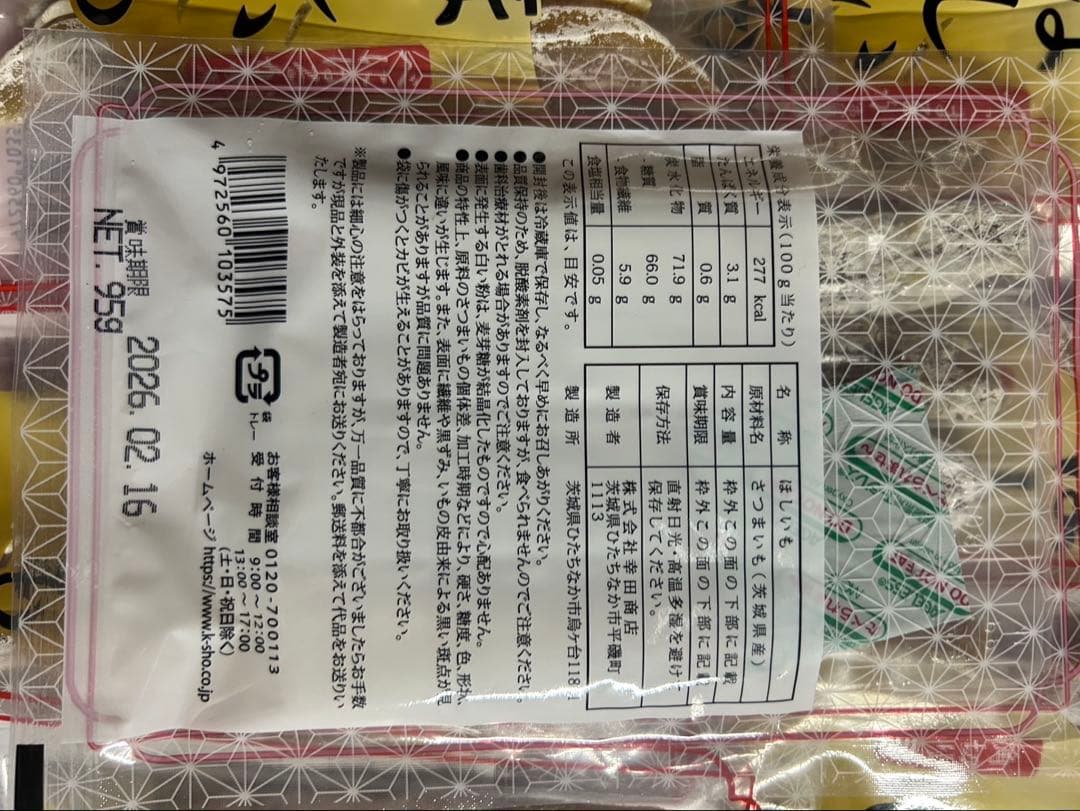 栄養成分表示(100g当たり)
エネルギー 277 kcal
たんぱく質 3.1 g
脂質 0.6 g
炭水化物 71.9 g
-糖質 66.0 g
-食物繊維 5.9 g
食塩相当量 0.05 g
この表示値は、目安です。
名称 ほしいも
原材料名 さつまいも(茨城県産)
内容量 枠外この面の下部に記載
賞味期限 枠外この面の下部に記載
保存方法 直射日光・高温多湿を避け
保存してください。
製造者 株式会社幸田商店
茨城県ひたちなか市平磯町
1113
製造所 茨城県ひたちなか市烏ケ台118
●開封後は冷蔵庫で保存し、なるべく早めにお召しあがりください。
●品質保持のため、脱酸素剤を封入しておりますが、食べられませんのでご注意ください。
●歯科治療材がとれる場合がありますのでご注意ください。
●表面に発生する白い粉は、麦芽糖が結晶化したものですので心配ありません。
●商品の特性上、原料のさつまいもの個体差、加工時期などにより、硬さ、糖度、色、形状、
風味に違いが生じます。また、表面に繊維や黒ずみ、いもの皮由来による黒い斑点が見
られることがありますが品質に問題ありません。
●袋に傷がつくとカビが生えることがありますので、丁寧にお取り扱いください。
※製品には細心の注意をはらっておりますが、万一品質に不都合がございましたらお手数
ですが現品と外装を添えて製造者宛にお送りください。郵送料を添えて代品をお送りい
たします。
4 972560 103575
プラ
袋
トレー
お客様相談室 0120-700113
受付時間 9:00～12:00
13:00～17:00
(土・日・祝日除く)
ホームページ https//www.k-sho.co.jp
賞味期限 2026.02.16
NET. 95g